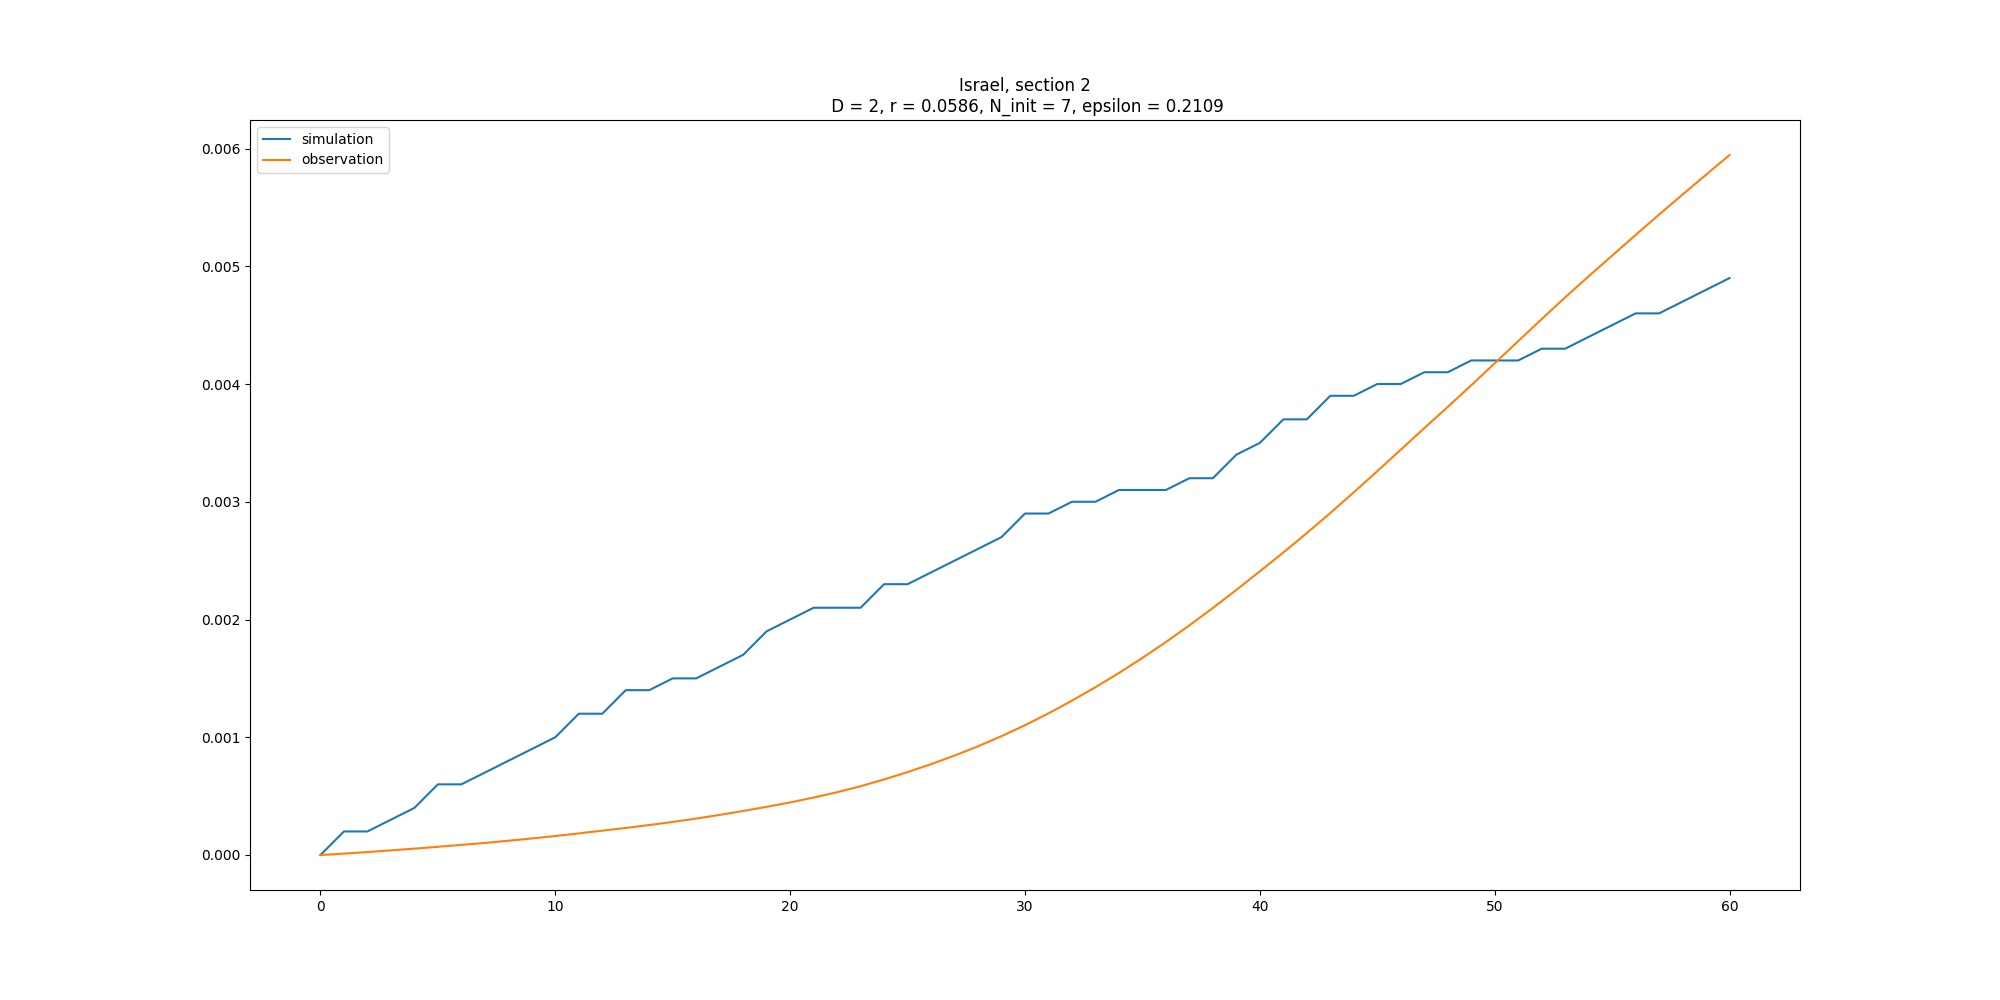 Israel, section 2
D = 2, r = 0.0586, N_init = 7, epsilon = 0.2109
simulation
observation
0.006
0.005
0.004
0.003
0.002
0.001
0.000
0 10 20 30 40 50 60